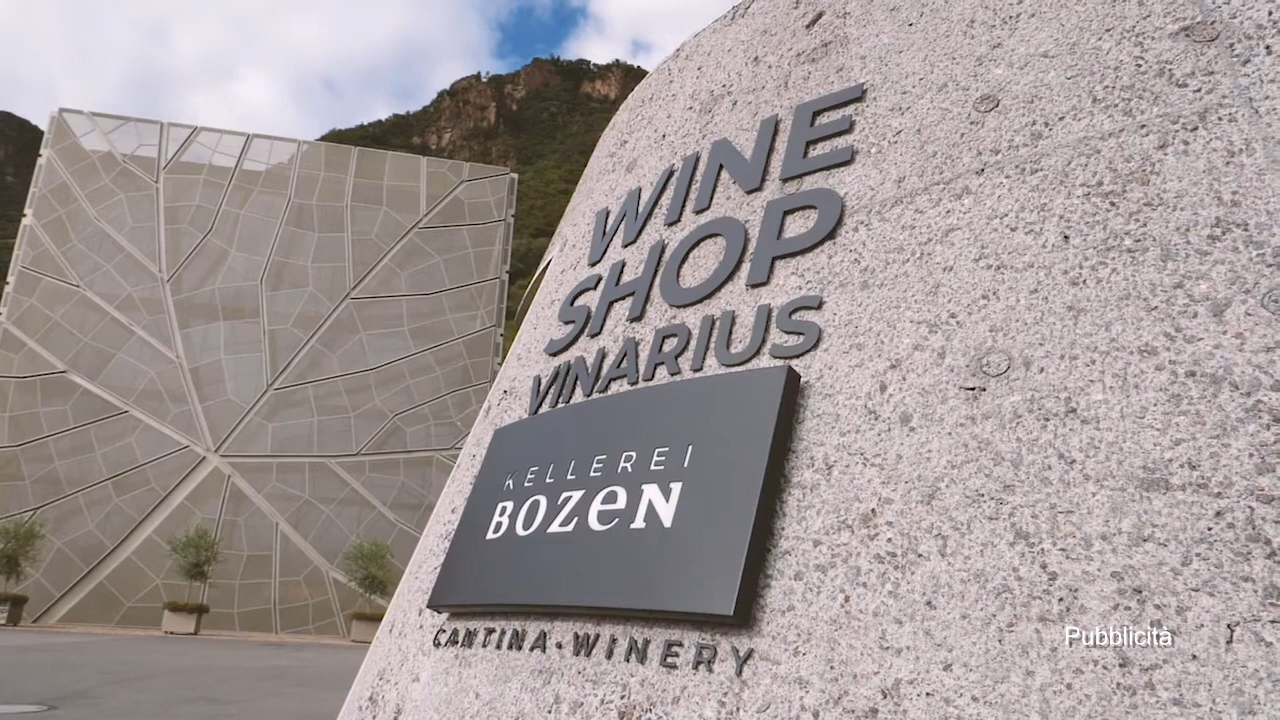 WINE
SHOP
VINARIUS
KELLEREI
BOZeN
CANTINA·WINERY
Pubblicità